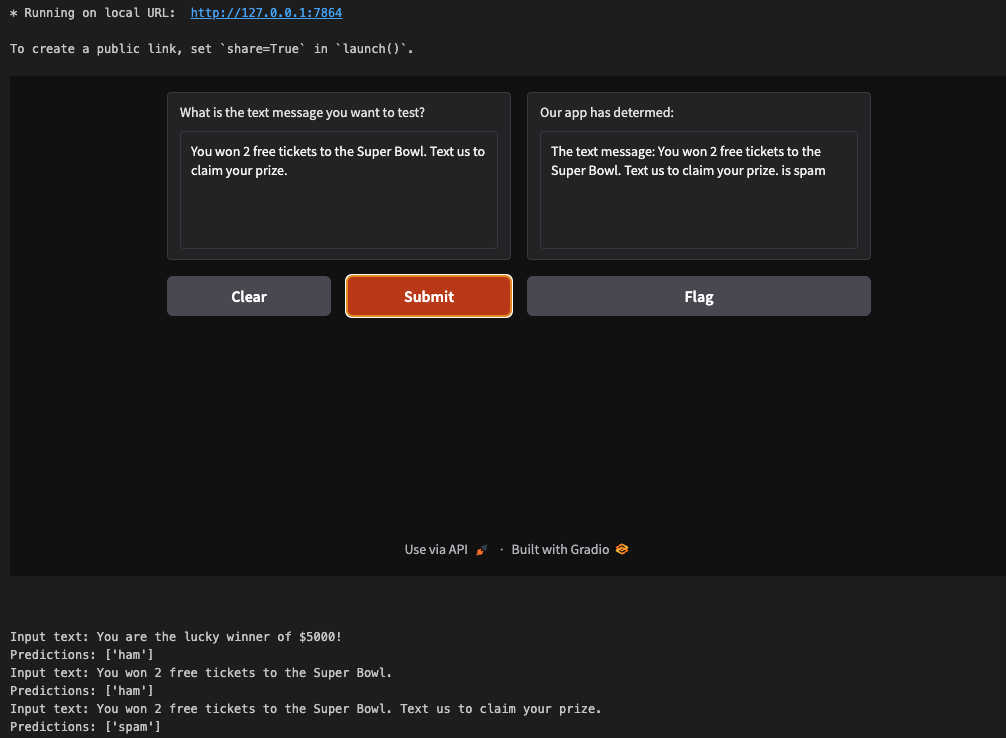 * Running on local URL:  http://127.0.0.1:7864
To create a public link, set `share=True` in `launch()`.
What is the text message you want to test?
You won 2 free tickets to the Super Bowl. Text us to
claim your prize.
Our app has determed:
The text message: You won 2 free tickets to the
Super Bowl. Text us to claim your prize. is spam
Clear
Submit
Flag
Use via API · Built with Gradio
Input text: You are the lucky winner of $5000!
Predictions: ['ham']
Input text: You won 2 free tickets to the Super Bowl.
Predictions: ['ham']
Input text: You won 2 free tickets to the Super Bowl. Text us to claim your prize.
Predictions: ['spam']